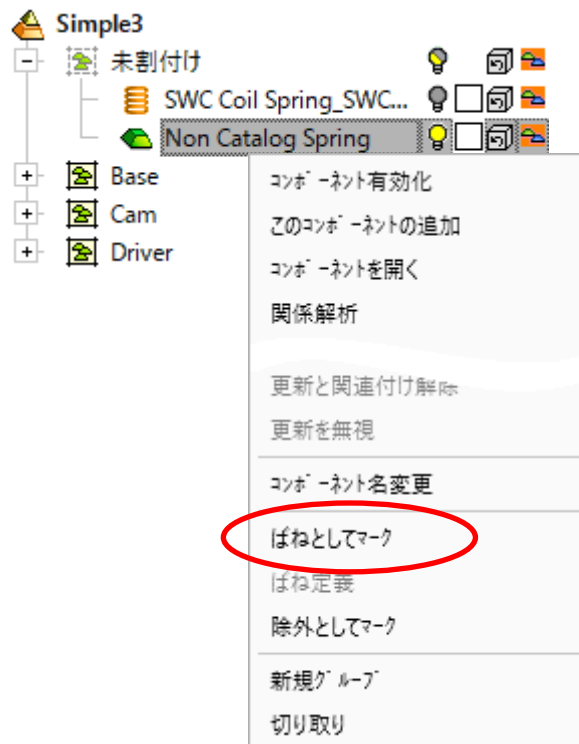 Simple3
未割付け
SWC Coil Spring_SWC...
Non Catalog Spring
Base
Cam
Driver
ｺﾝﾎﾟｰﾈﾝﾄ有効化
このｺﾝﾎﾟｰﾈﾝﾄの追加
ｺﾝﾎﾟｰﾈﾝﾄを開く
関係解析
更新と関連付け解除
更新を無視
ｺﾝﾎﾟｰﾈﾝﾄ名変更
ばねとしてﾏｰｸ
ばね定義
除外としてﾏｰｸ
新規ｸﾞﾙｰﾌﾟ
切り取り